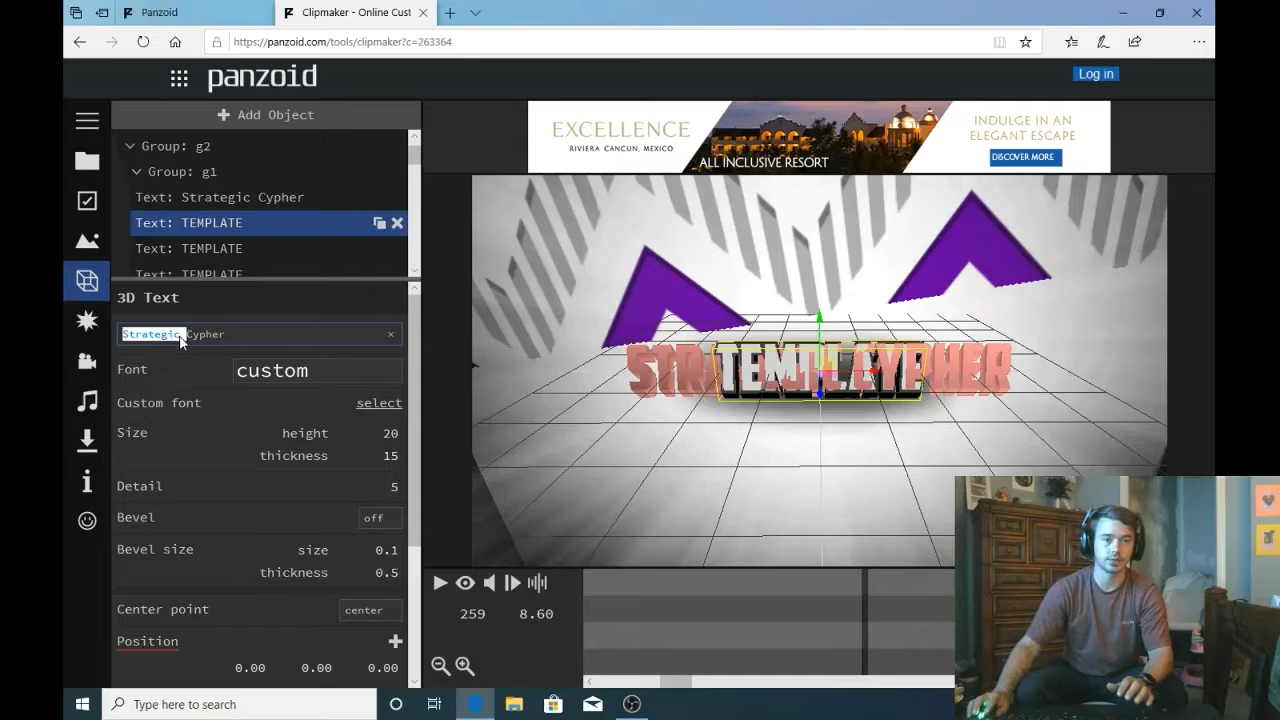 Panzoid
Clipmaker - Online Cust
https://panzoid.com/tools/clipmaker?c=263364
panzoid
Log in
Add Object
Group: g2
Group: g1
Text: Strategic Cypher
Text: TEMPLATE
Text: TEMPLATE
Text: TEMPLATE
3D Text
Strategic Cypher
Font custom
Custom font select
Size height 20
thickness 15
Detail 5
Bevel off
Bevel size size 0.1
thickness 0.5
Center point center
Position
0.00 0.00 0.00
EXCELLENCE
RIVIERA CANCUN, MEXICO
ALL INCLUSIVE RESORT
INDULGE IN AN
ELEGANT ESCAPE
DISCOVER MORE
259 8.60
Type here to search